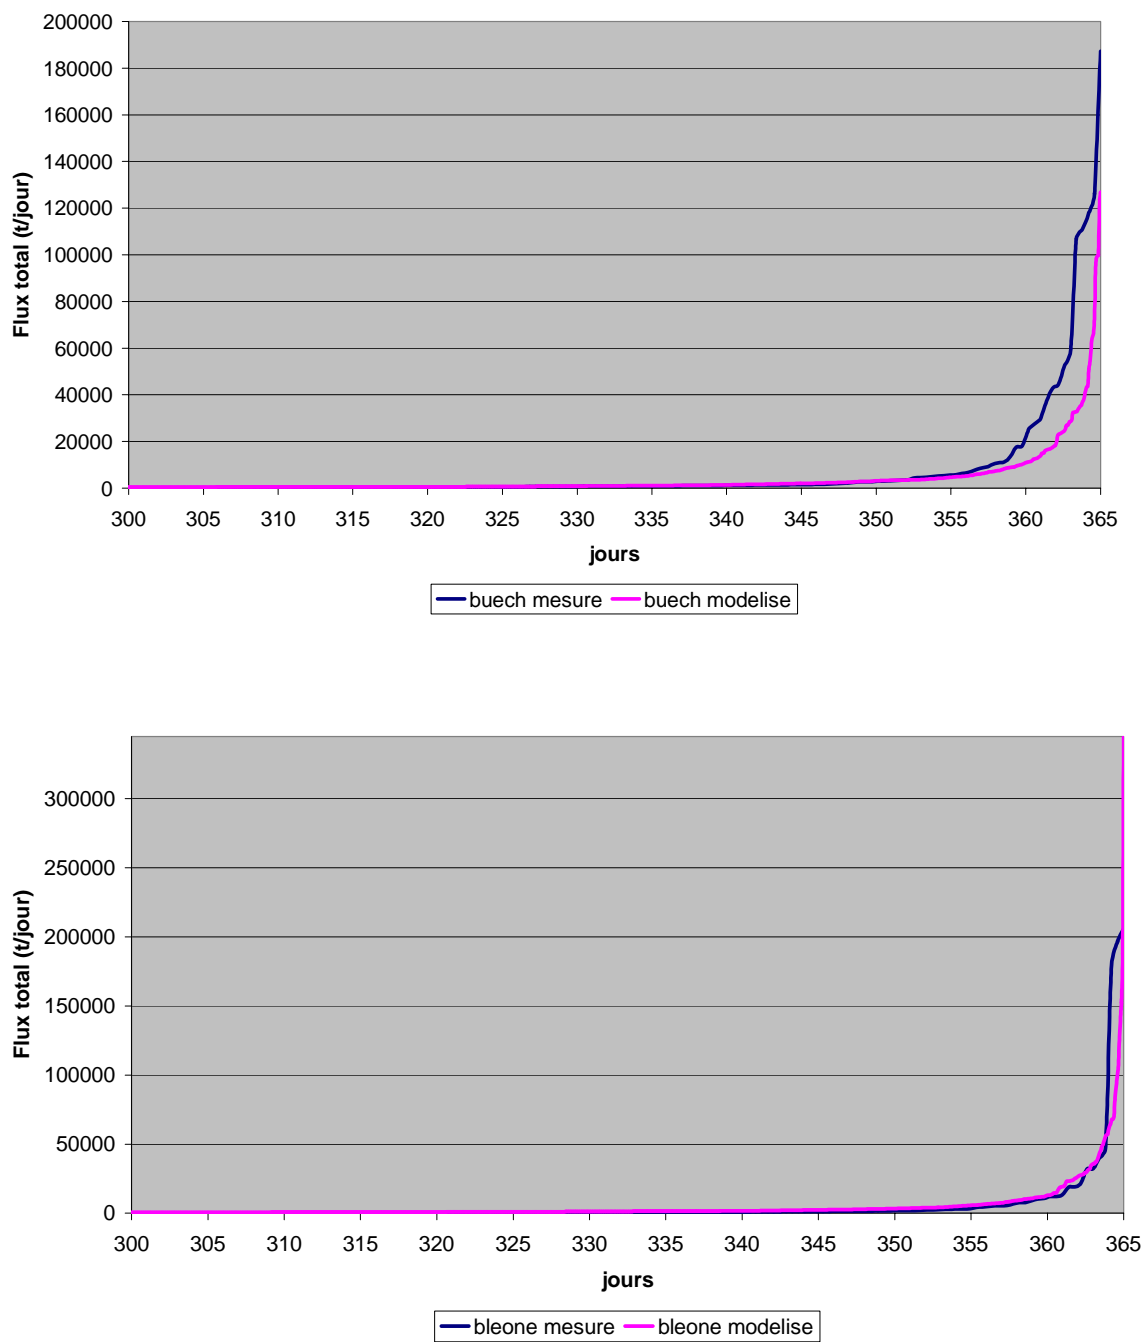 200000
180000
160000
140000
120000
100000
80000
60000
40000
20000
0
Flux total (t/jour)
300 305 310 315 320 325 330 335 340 345 350 355 360 365
jours
buech mesure buech modelise
300000
250000
200000
150000
100000
50000
0
Flux total (t/jour)
300 305 310 315 320 325 330 335 340 345 350 355 360 365
jours
bleone mesure bleone modelise